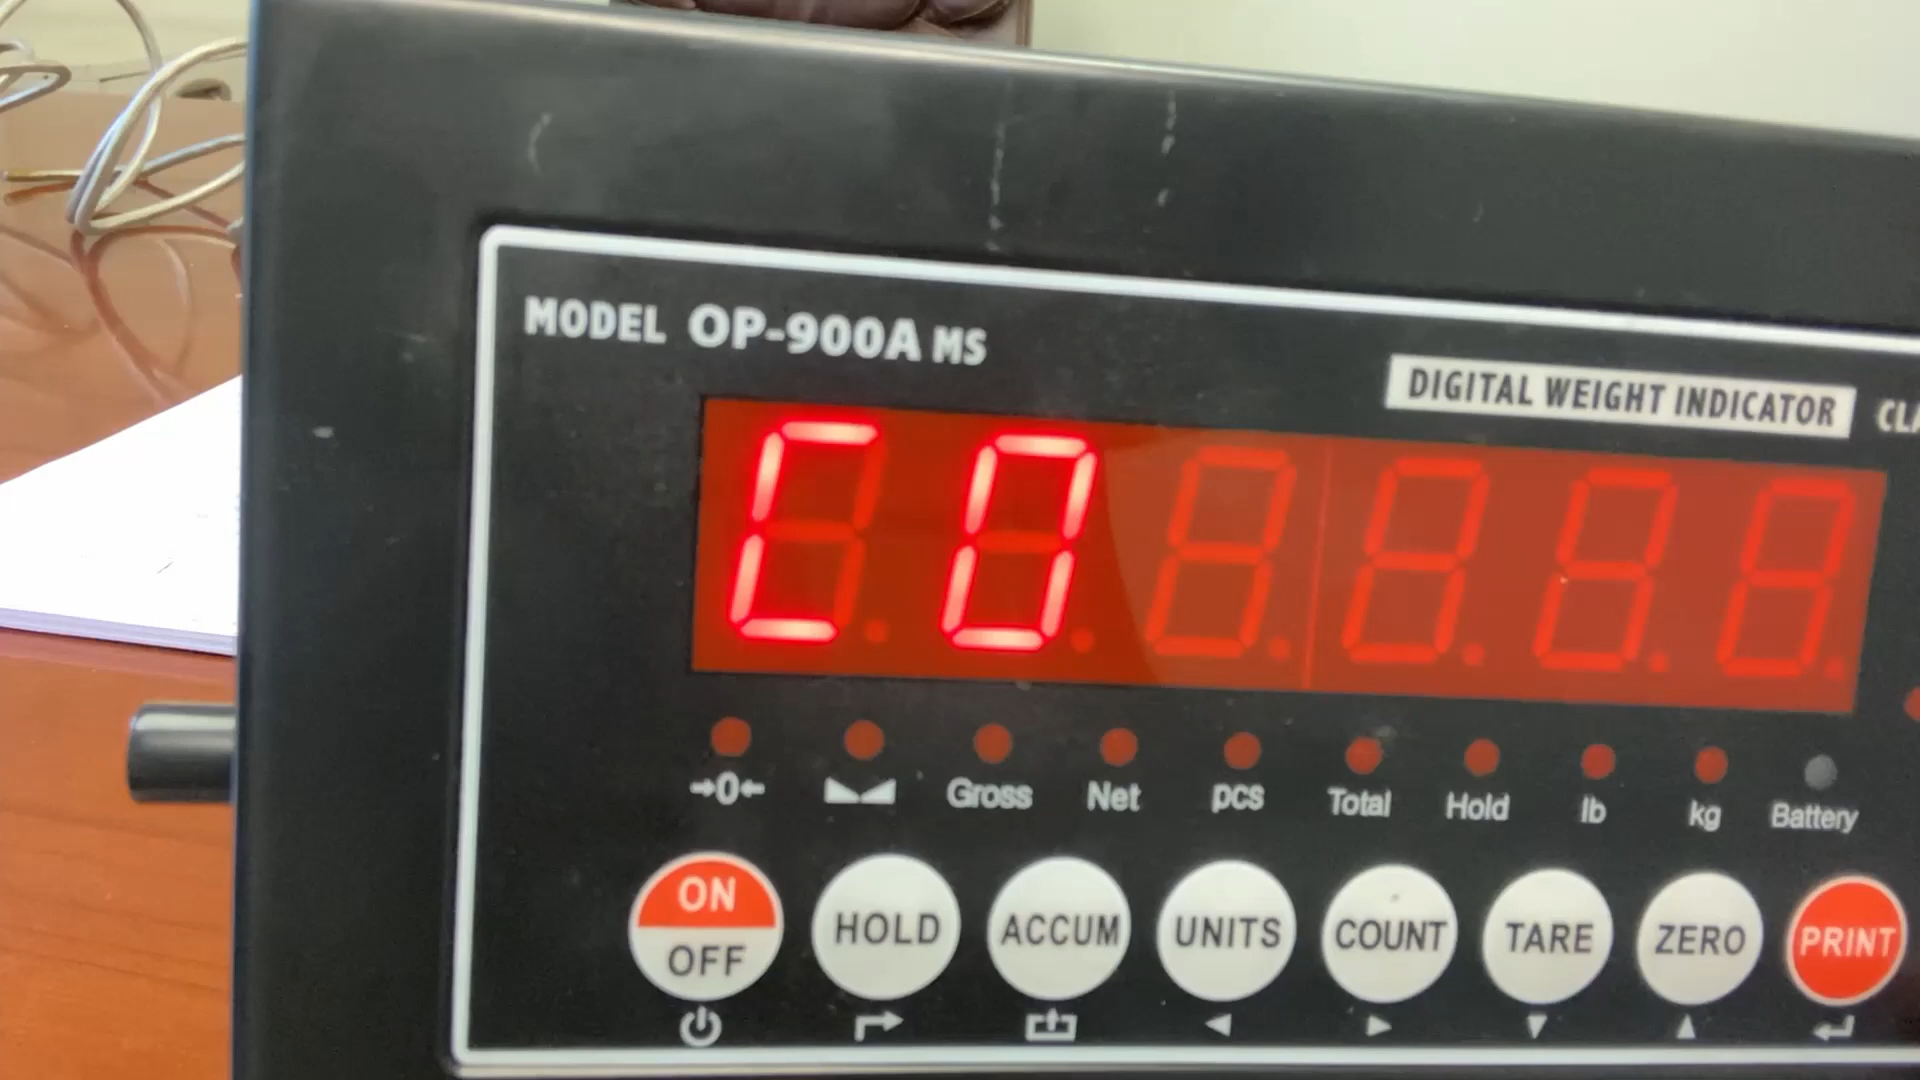 MODEL OP-900A MS
DIGITAL WEIGHT INDICATOR
C0
→0← Gross Net pcs Total Hold lb kg Battery
ON OFF HOLD ACCUM UNITS COUNT TARE ZERO PRINT